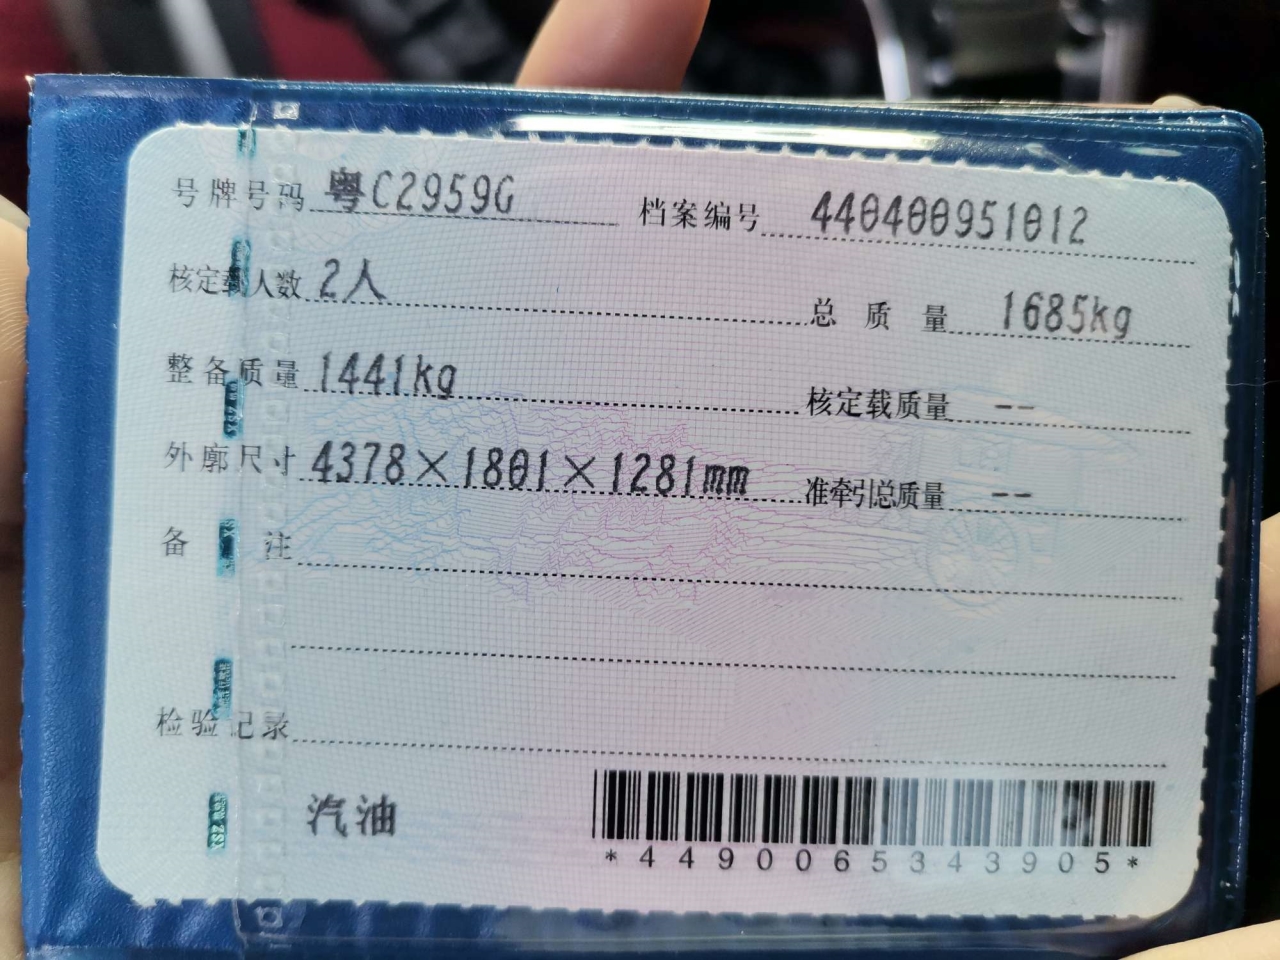 号牌号码 粤C2959G 档案编号 440400951012
核定载人数 2人 总质量 1685kg
整备质量 1441kg 核定载质量 --
外廓尺寸 4378×1801×1281mm 准牵引总质量 --
备注
检验记录
汽油
*4490065343905*